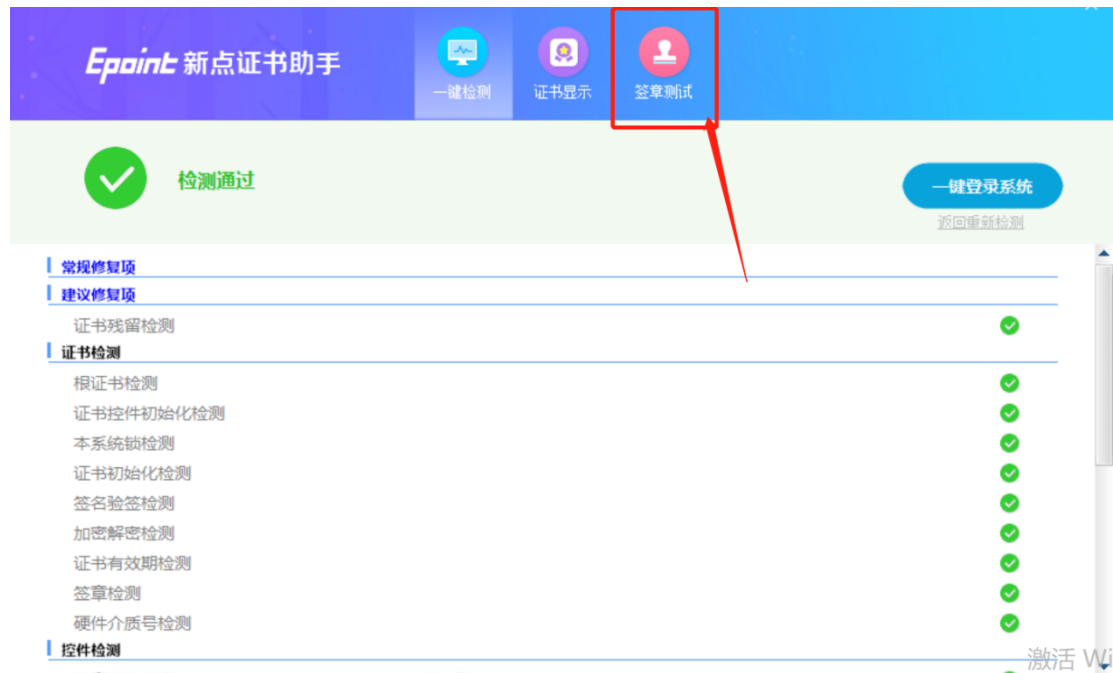 Epoint 新点证书助手
一键检测 证书显示 签章测试
检测通过
一键登录系统
返回重新检测
常规修复项
建议修复项
证书残留检测
证书检测
根证书检测
证书控件初始化检测
本系统锁检测
证书初始化检测
签名验签检测
加密解密检测
证书有效期检测
签章检测
硬件介质号检测
控件检测
激活 Wi